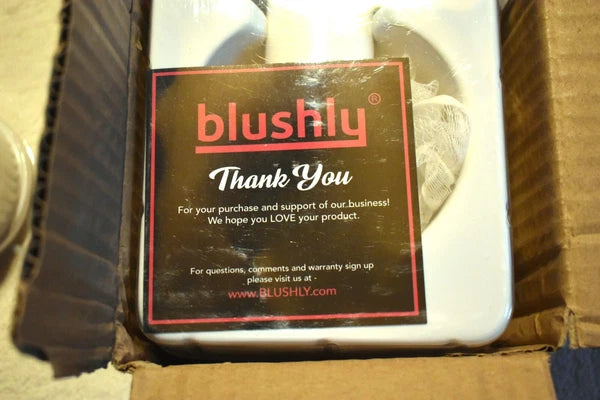 blushly®
Thank You
For your purchase and support of our business!
We hope you LOVE your product.
For questions, comments and warranty sign up
please visit us at -
www.BLUSHLY.com